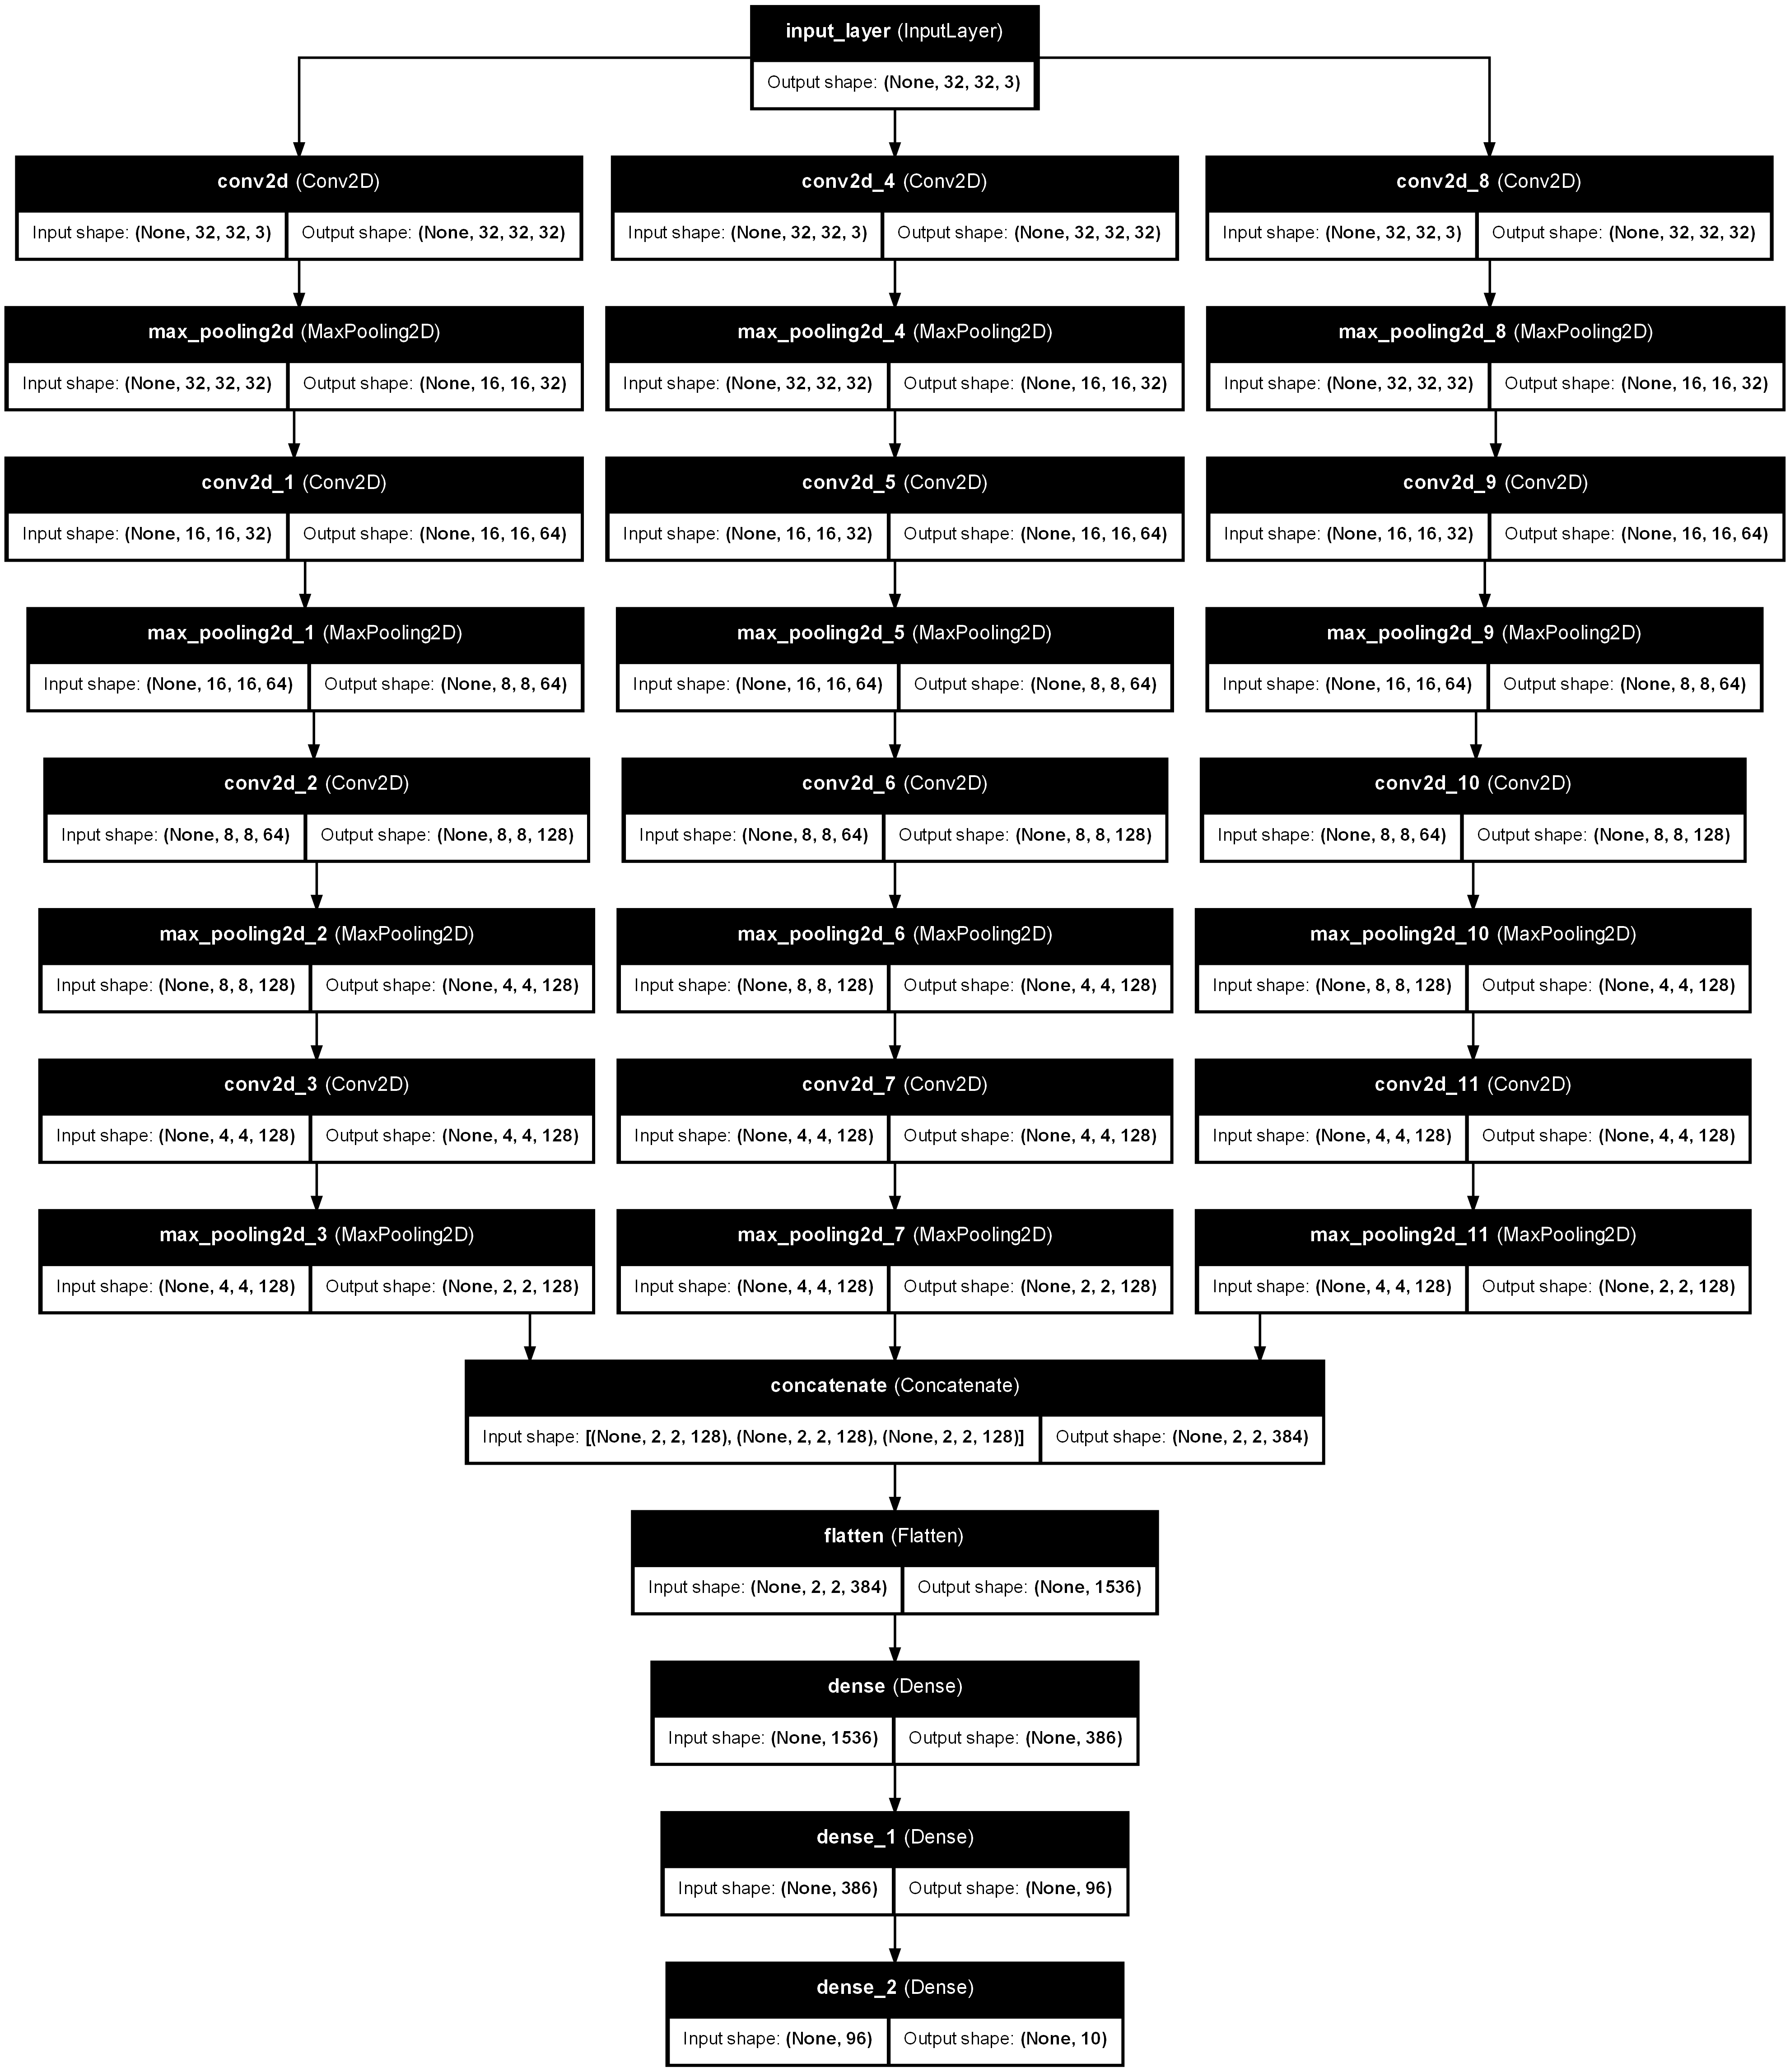 input_layer (InputLayer)
Output shape: (None, 32, 32, 3)
conv2d (Conv2D)
Input shape: (None, 32, 32, 3) Output shape: (None, 32, 32, 32)
conv2d_4 (Conv2D)
Input shape: (None, 32, 32, 3) Output shape: (None, 32, 32, 32)
conv2d_8 (Conv2D)
Input shape: (None, 32, 32, 3) Output shape: (None, 32, 32, 32)
max_pooling2d (MaxPooling2D)
Input shape: (None, 32, 32, 32) Output shape: (None, 16, 16, 32)
max_pooling2d_4 (MaxPooling2D)
Input shape: (None, 32, 32, 32) Output shape: (None, 16, 16, 32)
max_pooling2d_8 (MaxPooling2D)
Input shape: (None, 32, 32, 32) Output shape: (None, 16, 16, 32)
conv2d_1 (Conv2D)
Input shape: (None, 16, 16, 32) Output shape: (None, 16, 16, 64)
conv2d_5 (Conv2D)
Input shape: (None, 16, 16, 32) Output shape: (None, 16, 16, 64)
conv2d_9 (Conv2D)
Input shape: (None, 16, 16, 32) Output shape: (None, 16, 16, 64)
max_pooling2d_1 (MaxPooling2D)
Input shape: (None, 16, 16, 64) Output shape: (None, 8, 8, 64)
max_pooling2d_5 (MaxPooling2D)
Input shape: (None, 16, 16, 64) Output shape: (None, 8, 8, 64)
max_pooling2d_9 (MaxPooling2D)
Input shape: (None, 16, 16, 64) Output shape: (None, 8, 8, 64)
conv2d_2 (Conv2D)
Input shape: (None, 8, 8, 64) Output shape: (None, 8, 8, 128)
conv2d_6 (Conv2D)
Input shape: (None, 8, 8, 64) Output shape: (None, 8, 8, 128)
conv2d_10 (Conv2D)
Input shape: (None, 8, 8, 64) Output shape: (None, 8, 8, 128)
max_pooling2d_2 (MaxPooling2D)
Input shape: (None, 8, 8, 128) Output shape: (None, 4, 4, 128)
max_pooling2d_6 (MaxPooling2D)
Input shape: (None, 8, 8, 128) Output shape: (None, 4, 4, 128)
max_pooling2d_10 (MaxPooling2D)
Input shape: (None, 8, 8, 128) Output shape: (None, 4, 4, 128)
conv2d_3 (Conv2D)
Input shape: (None, 4, 4, 128) Output shape: (None, 4, 4, 128)
conv2d_7 (Conv2D)
Input shape: (None, 4, 4, 128) Output shape: (None, 4, 4, 128)
conv2d_11 (Conv2D)
Input shape: (None, 4, 4, 128) Output shape: (None, 4, 4, 128)
max_pooling2d_3 (MaxPooling2D)
Input shape: (None, 4, 4, 128) Output shape: (None, 2, 2, 128)
max_pooling2d_7 (MaxPooling2D)
Input shape: (None, 4, 4, 128) Output shape: (None, 2, 2, 128)
max_pooling2d_11 (MaxPooling2D)
Input shape: (None, 4, 4, 128) Output shape: (None, 2, 2, 128)
concatenate (Concatenate)
Input shape: [(None, 2, 2, 128), (None, 2, 2, 128), (None, 2, 2, 128)] Output shape: (None, 2, 2, 384)
flatten (Flatten)
Input shape: (None, 2, 2, 384) Output shape: (None, 1536)
dense (Dense)
Input shape: (None, 1536) Output shape: (None, 386)
dense_1 (Dense)
Input shape: (None, 386) Output shape: (None, 96)
dense_2 (Dense)
Input shape: (None, 96) Output shape: (None, 10)